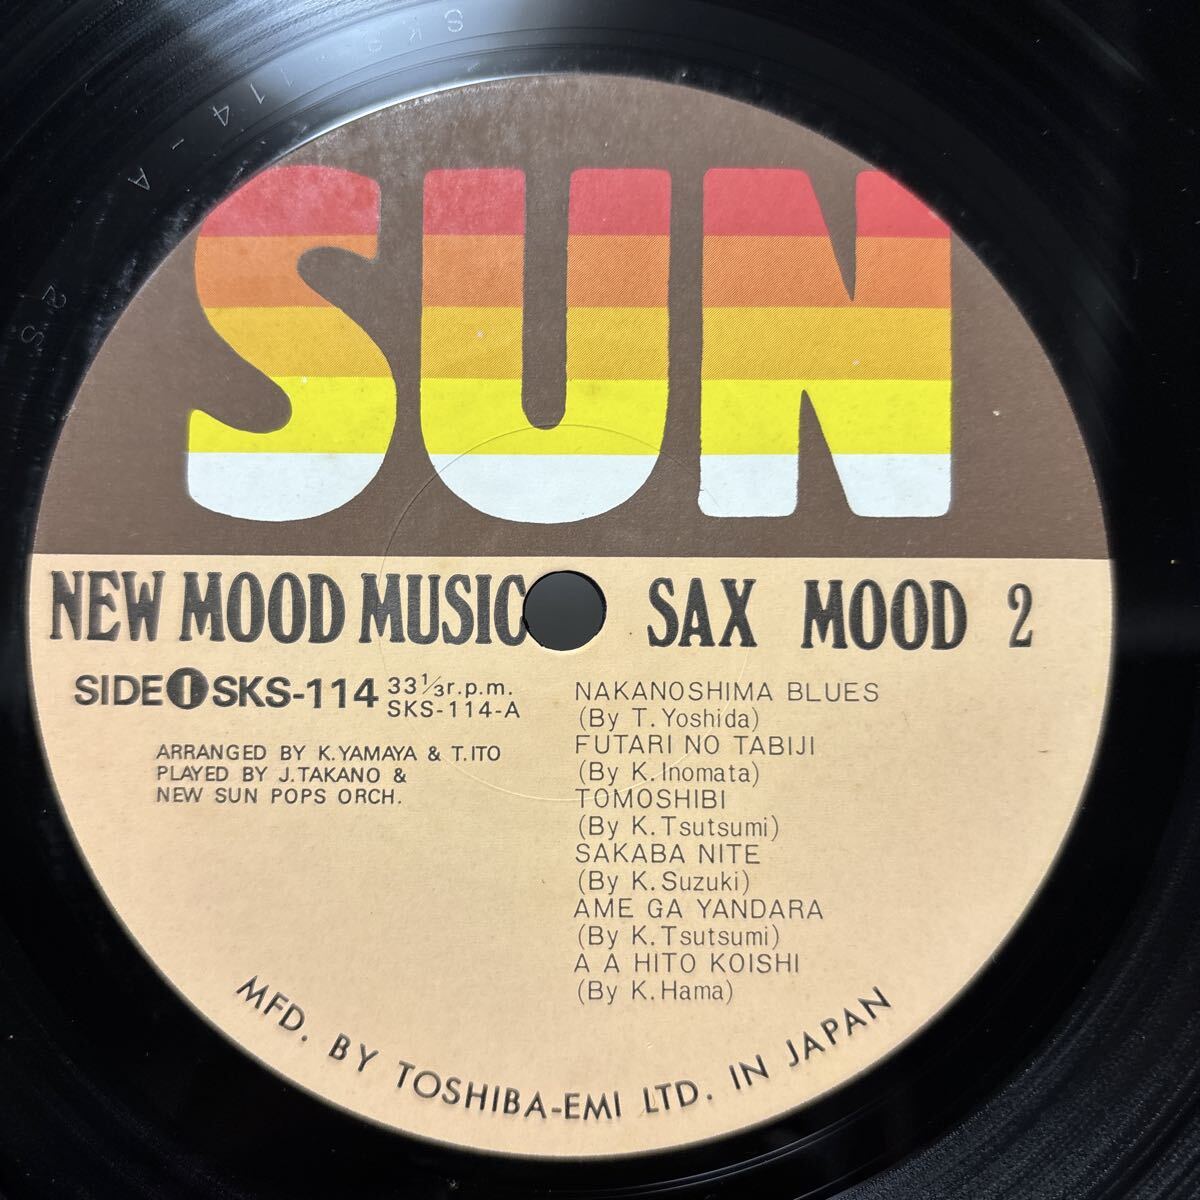 SKS-114-A
2S
SUN
NEW MOOD MUSIC SAX MOOD 2
SIDE 1 SKS-114 33 1/3 r.p.m.
SKS-114-A
ARRANGED BY K.YAMAYA & T.ITO
PLAYED BY J.TAKANO &
NEW SUN POPS ORCH.
NAKANOSHIMA BLUES
(By T.Yoshida)
FUTARI NO TABIJI
(By K.Inomata)
TOMOSHIBI
(By K.Tsutsumi)
SAKABA NITE
(By K.Suzuki)
AME GA YANDARA
(By K.Tsutsumi)
A A HITO KOISHI
(By K.Hama)
MFD. BY TOSHIBA-EMI LTD. IN JAPAN